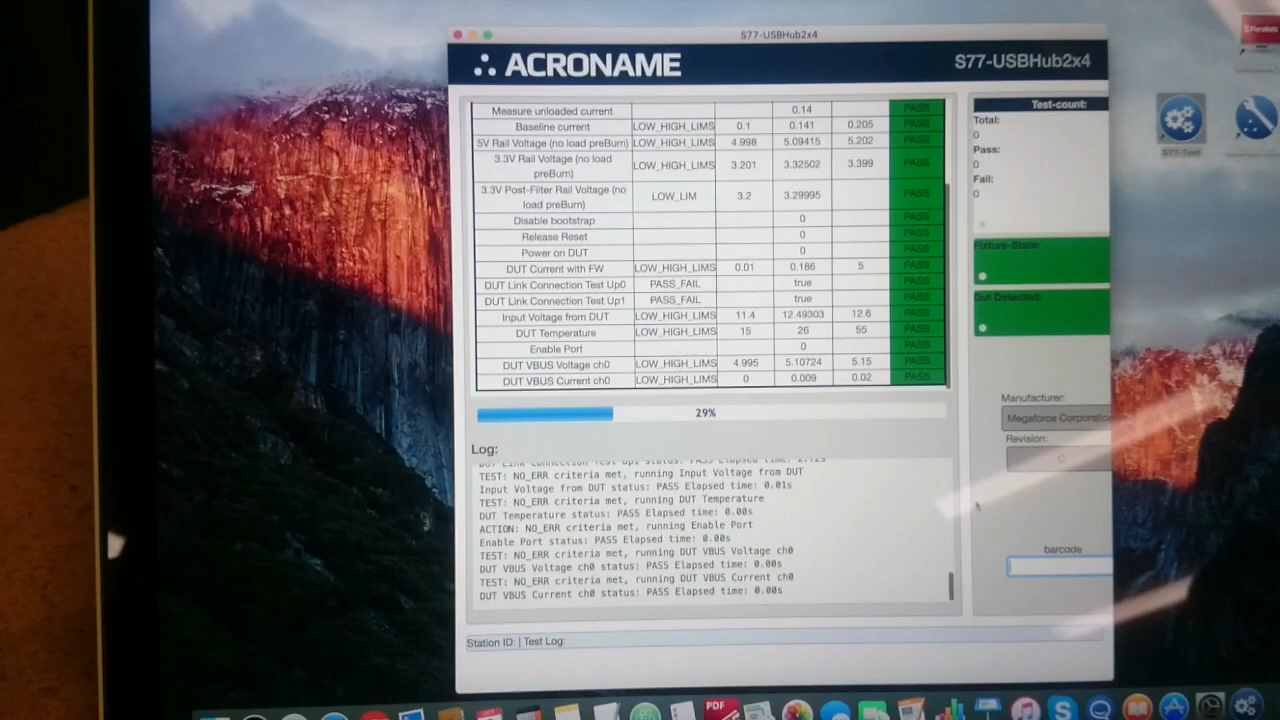 S77-USBHub2x4
ACRONAME
S77-USBHub2x4
Measure unloaded current 0.14 PASS
Baseline current LOW_HIGH_LIMS 0.1 0.141 0.205 PASS
5V Rail Voltage (no load preBurn) LOW_HIGH_LIMS 4.998 5.09415 5.202 PASS
3.3V Rail Voltage (no load preBurn) LOW_HIGH_LIMS 3.201 3.32502 3.399 PASS
3.3V Post-Filter Rail Voltage (no load preBurn) LOW_LIM 3.2 3.29995 PASS
Disable bootstrap 0 PASS
Release Reset 0 PASS
Power on DUT 0 PASS
DUT Current with FW LOW_HIGH_LIMS 0.01 0.186 5 PASS
DUT Link Connection Test Up0 PASS_FAIL true PASS
DUT Link Connection Test Up1 PASS_FAIL true PASS
Input Voltage from DUT LOW_HIGH_LIMS 11.4 12.49303 12.6 PASS
DUT Temperature LOW_HIGH_LIMS 15 26 55 PASS
Enable Port 0 PASS
DUT VBUS Voltage ch0 LOW_HIGH_LIMS 4.995 5.10724 5.15 PASS
DUT VBUS Current ch0 LOW_HIGH_LIMS 0 0.009 0.02 PASS
29%
Log:
TEST: NO_ERR criteria met, running Input Voltage from DUT
Input Voltage from DUT status: PASS Elapsed time: 0.01s
TEST: NO_ERR criteria met, running DUT Temperature
DUT Temperature status: PASS Elapsed time: 0.00s
ACTION: NO_ERR criteria met, running Enable Port
Enable Port status: PASS Elapsed time: 0.00s
TEST: NO_ERR criteria met, running DUT VBUS Voltage ch0
DUT VBUS Voltage ch0 status: PASS Elapsed time: 0.00s
TEST: NO_ERR criteria met, running DUT VBUS Current ch0
DUT VBUS Current ch0 status: PASS Elapsed time: 0.00s
Station ID: | Test Log:
Test-count:
Total:
0
Pass:
0
Fail:
0
Fixture-State:
Dut Detected:
Manufacturer:
Megaforce Corporation
Revision:
C
barcode
Parallels
S77-Test
PDF